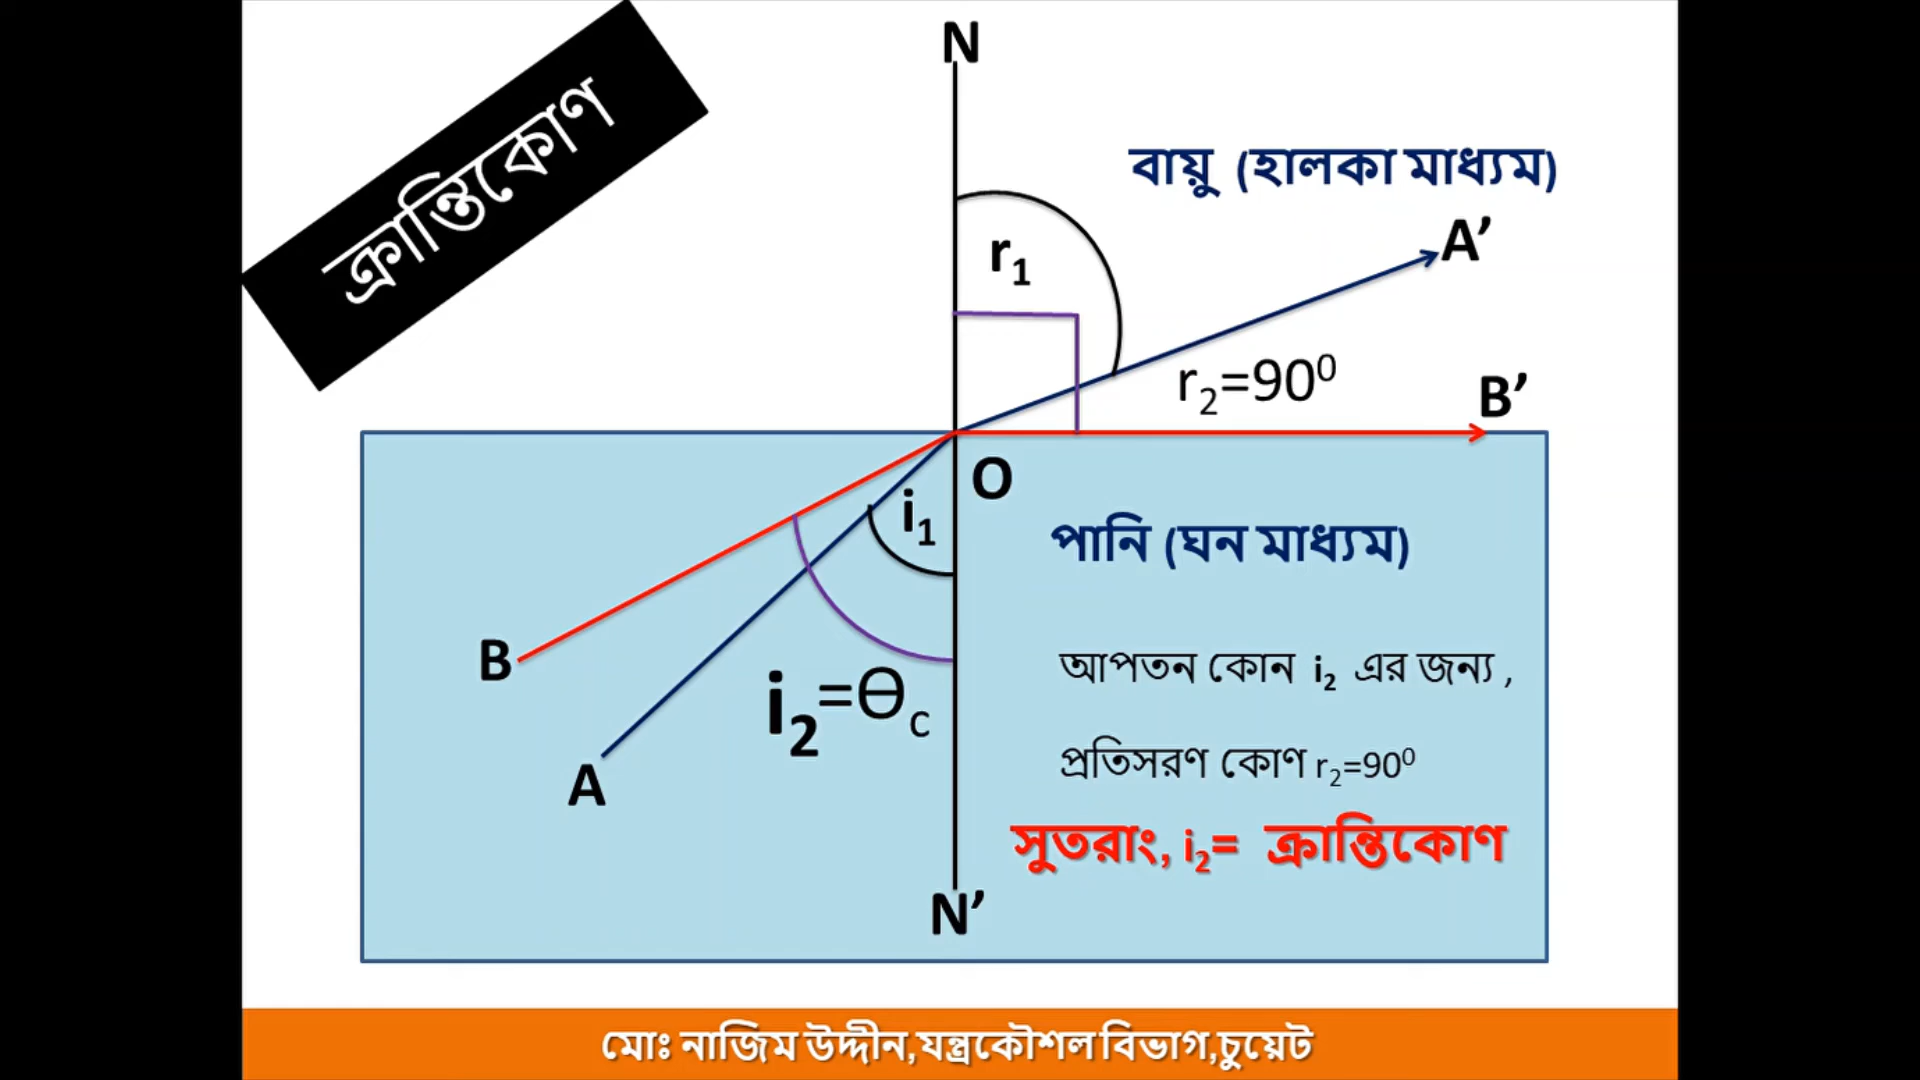 ক্রান্তিকোণ
N
বায়ু (হালকা মাধ্যম)
A’
r1
r2=90⁰
B’
O
i1
পানি (ঘন মাধ্যম)
B
i2=Θc
A
আপতন কোন i2 এর জন্য ,
প্রতিসরণ কোণ r2=90⁰
সুতরাং, i2= ক্রান্তিকোণ
N’
মোঃ নাজিম উদ্দীন,যন্ত্রকৌশল বিভাগ,চুয়েট